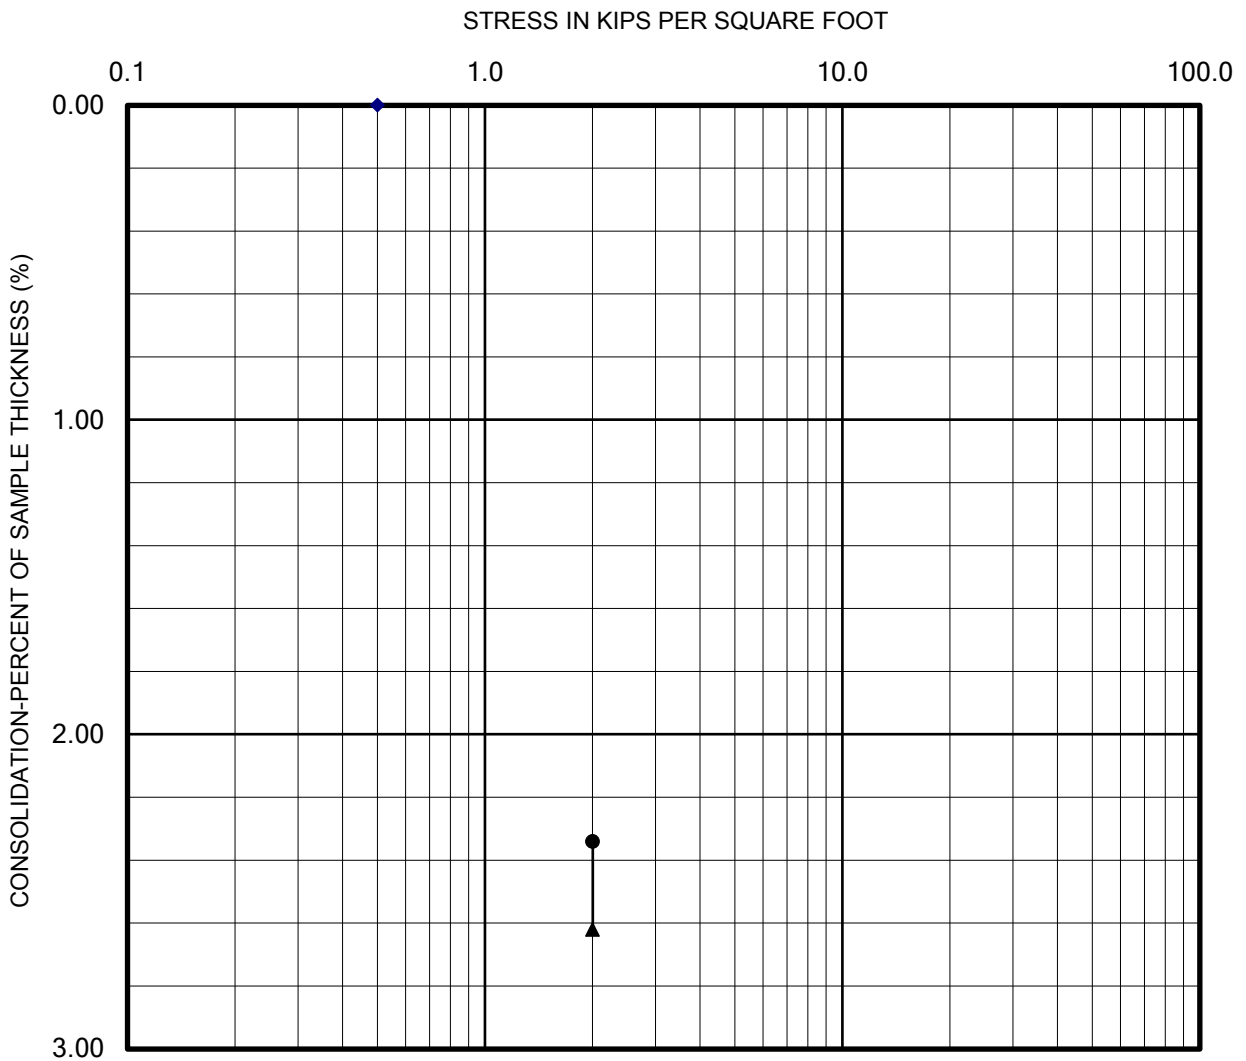 STRESS IN KIPS PER SQUARE FOOT
0.1 1.0 10.0 100.0
0.00
1.00
2.00
3.00
CONSOLIDATION-PERCENT OF SAMPLE THICKNESS (%)